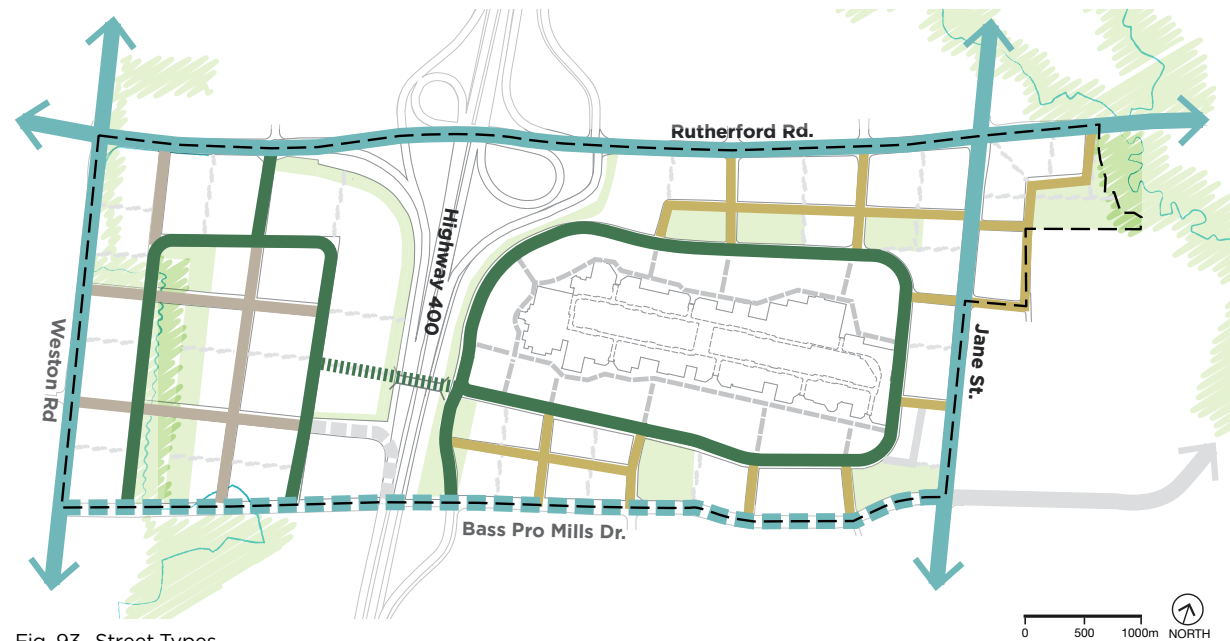 Rutherford Rd.
Highway 400
Weston Rd
Jane St.
Bass Pro Mills Dr.
Fig. 93 Street Types
0 500 1000m NORTH